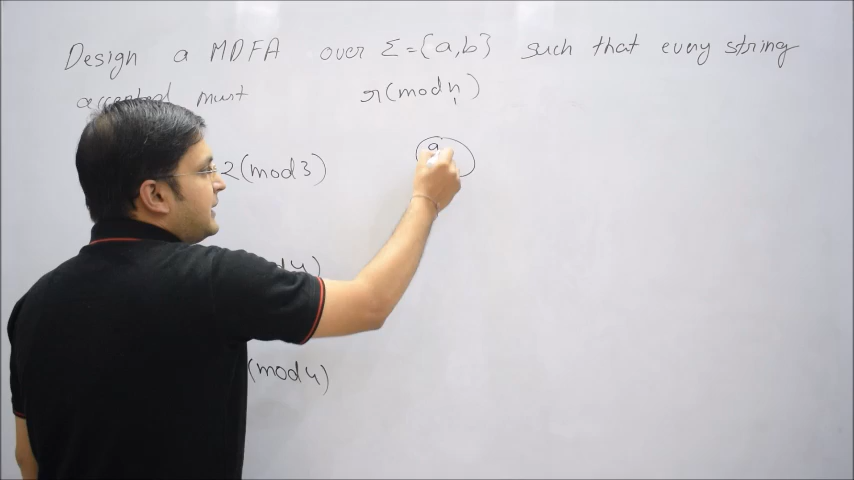 Design a MDFA over Σ={a,b} such that every string
accepted must r(mod n)
2(mod3)
a
(mod4)